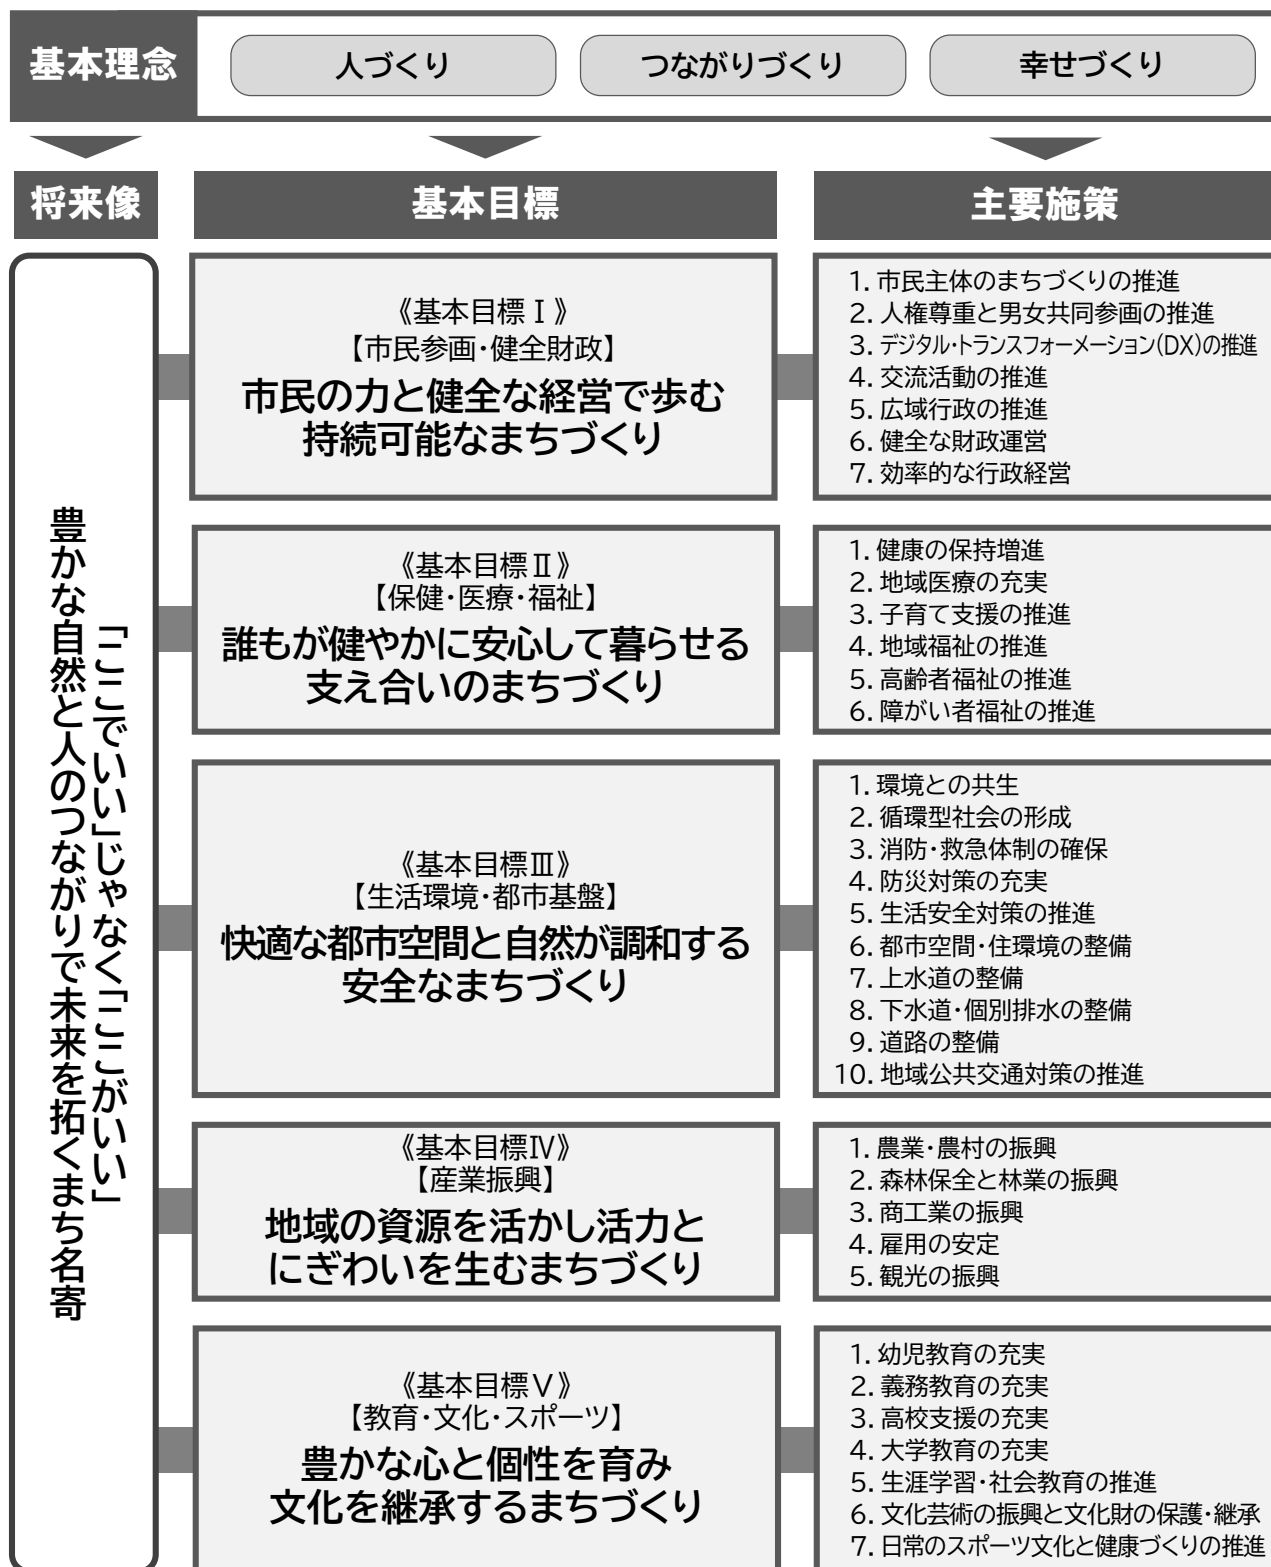 基本理念
人づくり
つながりづくり
幸せづくり
将来像
基本目標
主要施策
「ここでいい」じゃなく「ここがいい」
豊かな自然と人のつながりで未来を拓くまち名寄
《基本目標Ⅰ》
【市民参画・健全財政】
市民の力と健全な経営で歩む
持続可能なまちづくり
1. 市民主体のまちづくりの推進
2. 人権尊重と男女共同参画の推進
3. デジタル・トランスフォーメーション(DX)の推進
4. 交流活動の推進
5. 広域行政の推進
6. 健全な財政運営
7. 効率的な行政経営
《基本目標Ⅱ》
【保健・医療・福祉】
誰もが健やかに安心して暮らせる
支え合いのまちづくり
1. 健康の保持増進
2. 地域医療の充実
3. 子育て支援の推進
4. 地域福祉の推進
5. 高齢者福祉の推進
6. 障がい者福祉の推進
《基本目標Ⅲ》
【生活環境・都市基盤】
快適な都市空間と自然が調和する
安全なまちづくり
1. 環境との共生
2. 循環型社会の形成
3. 消防・救急体制の確保
4. 防災対策の充実
5. 生活安全対策の推進
6. 都市空間・住環境の整備
7. 上水道の整備
8. 下水道・個別排水の整備
9. 道路の整備
10. 地域公共交通対策の推進
《基本目標Ⅳ》
【産業振興】
地域の資源を活かし活力と
にぎわいを生むまちづくり
1. 農業・農村の振興
2. 森林保全と林業の振興
3. 商工業の振興
4. 雇用の安定
5. 観光の振興
《基本目標Ⅴ》
【教育・文化・スポーツ】
豊かな心と個性を育み
文化を継承するまちづくり
1. 幼児教育の充実
2. 義務教育の充実
3. 高校支援の充実
4. 大学教育の充実
5. 生涯学習・社会教育の推進
6. 文化芸術の振興と文化財の保護・継承
7. 日常のスポーツ文化と健康づくりの推進